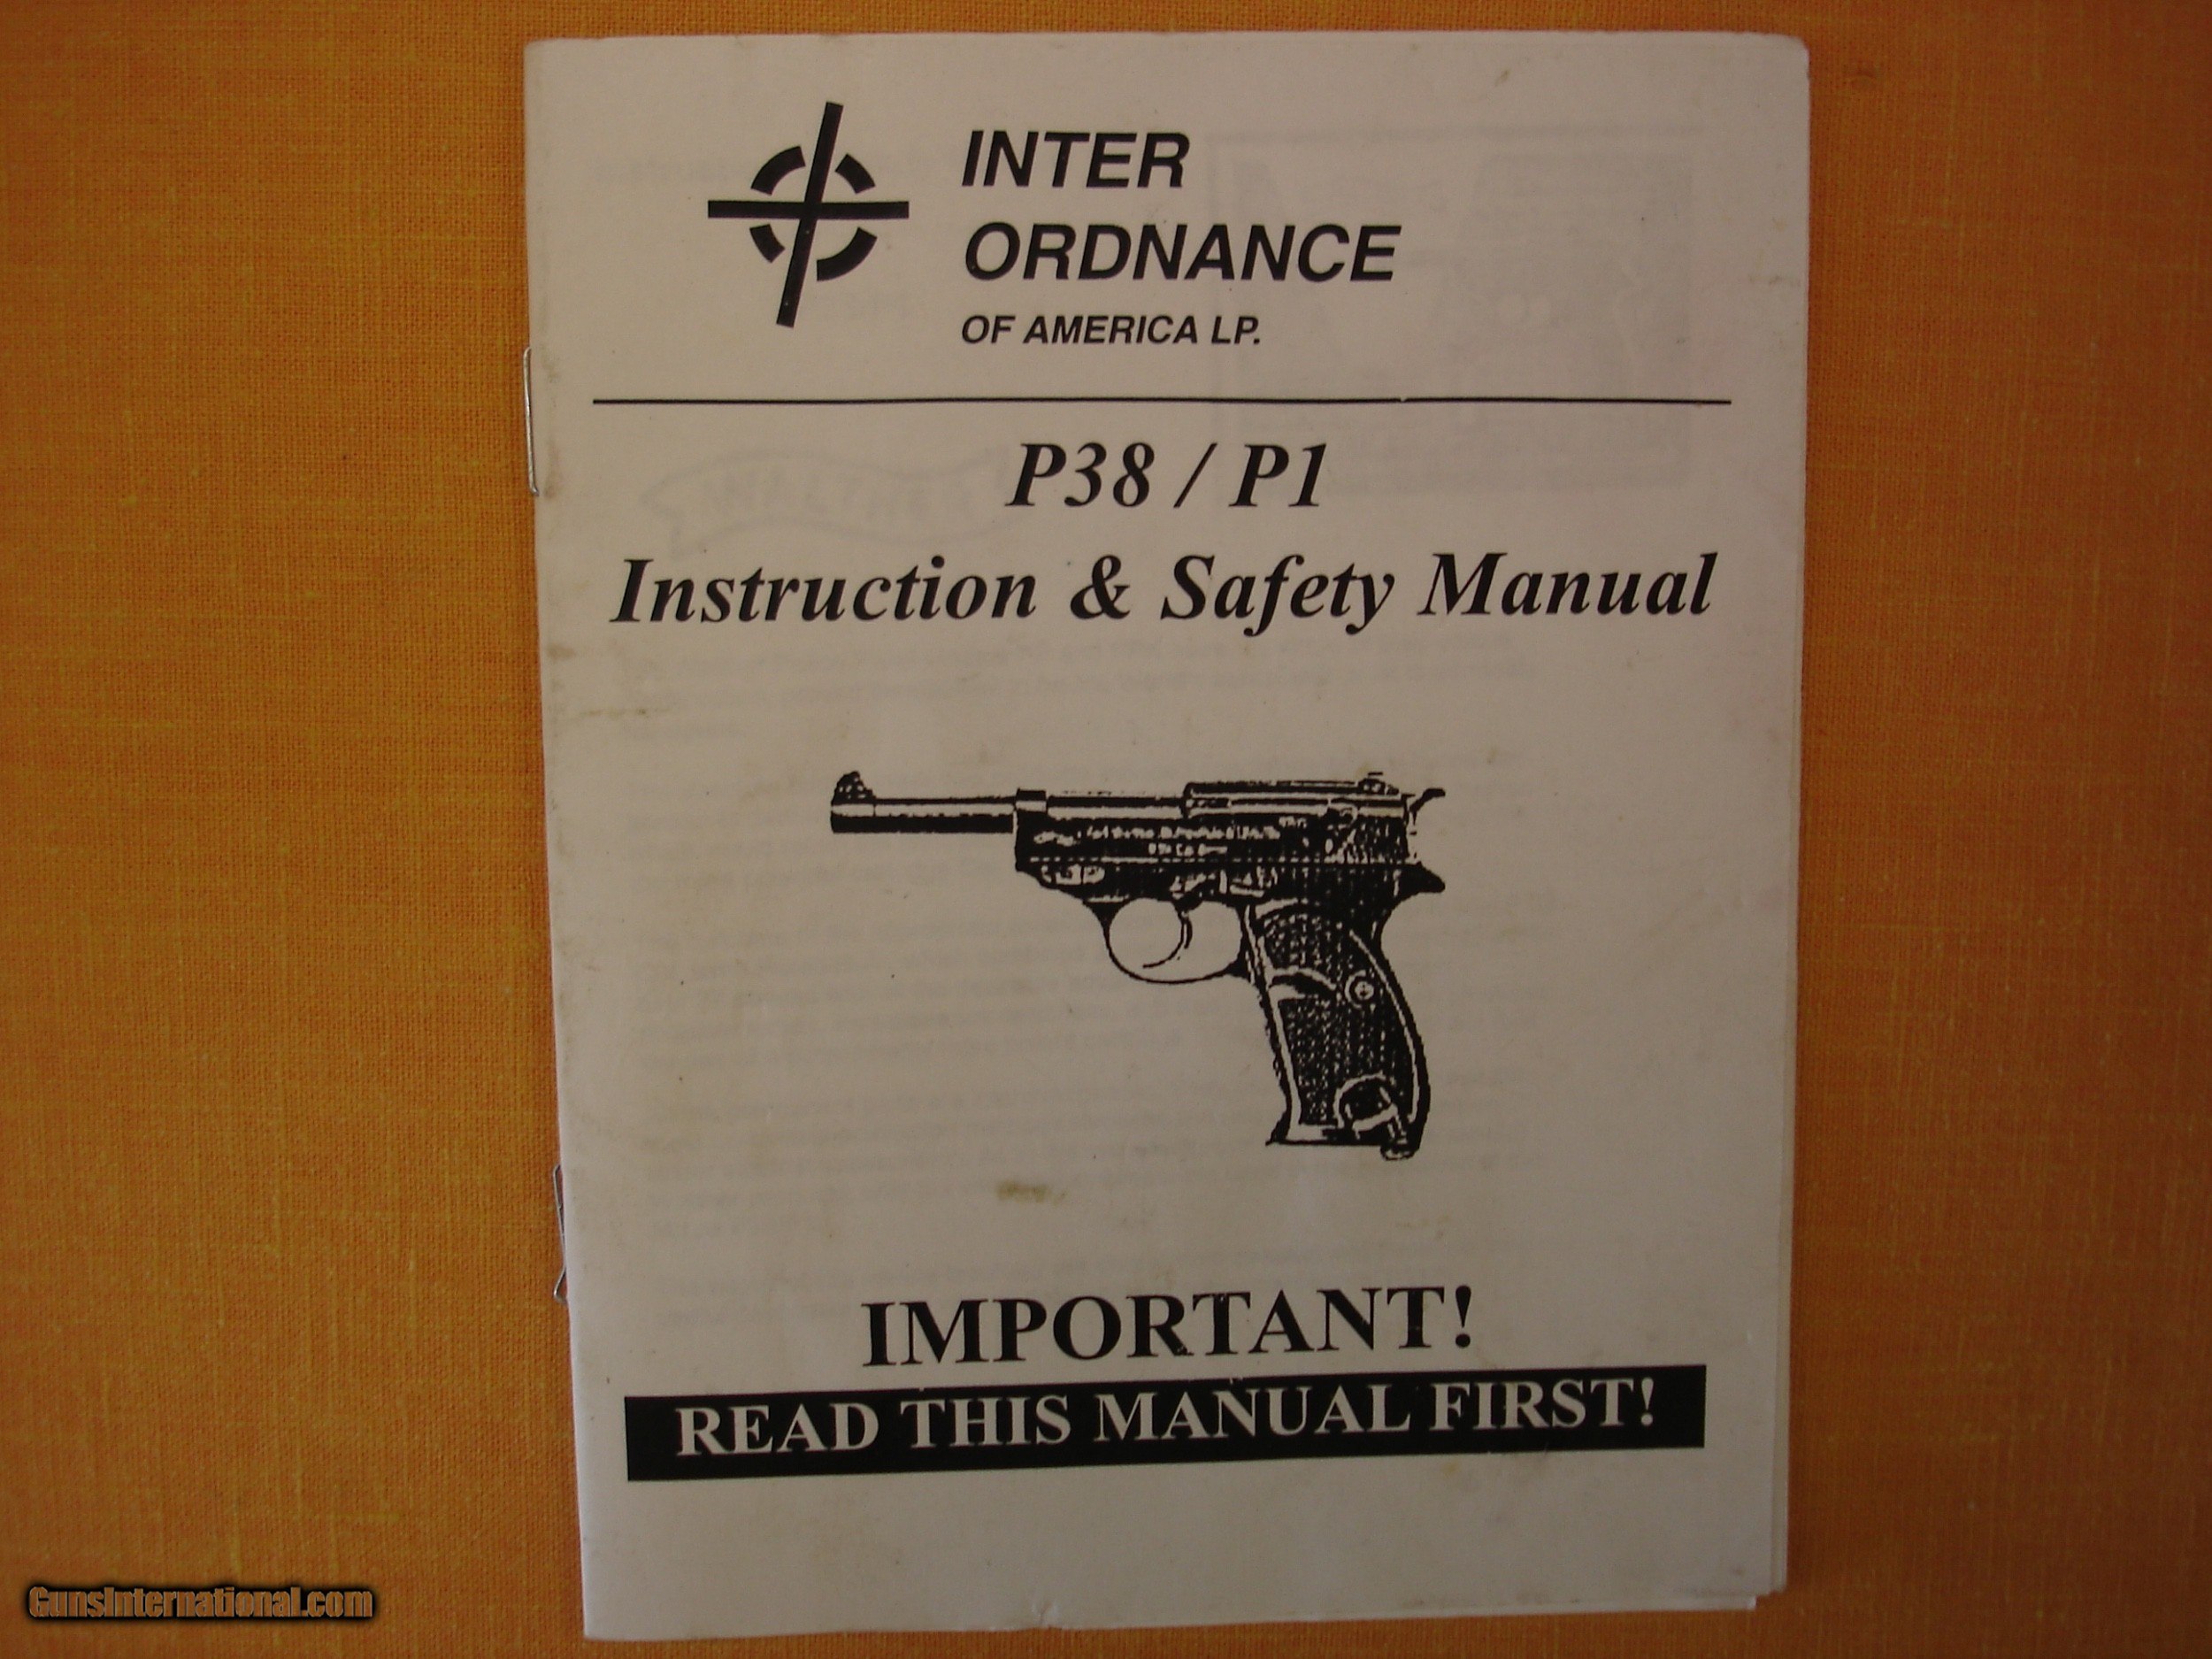 INTER
ORDNANCE
OF AMERICA LP.
P38 / P1
Instruction & Safety Manual
IMPORTANT!
READ THIS MANUAL FIRST!
GunsInternational.com